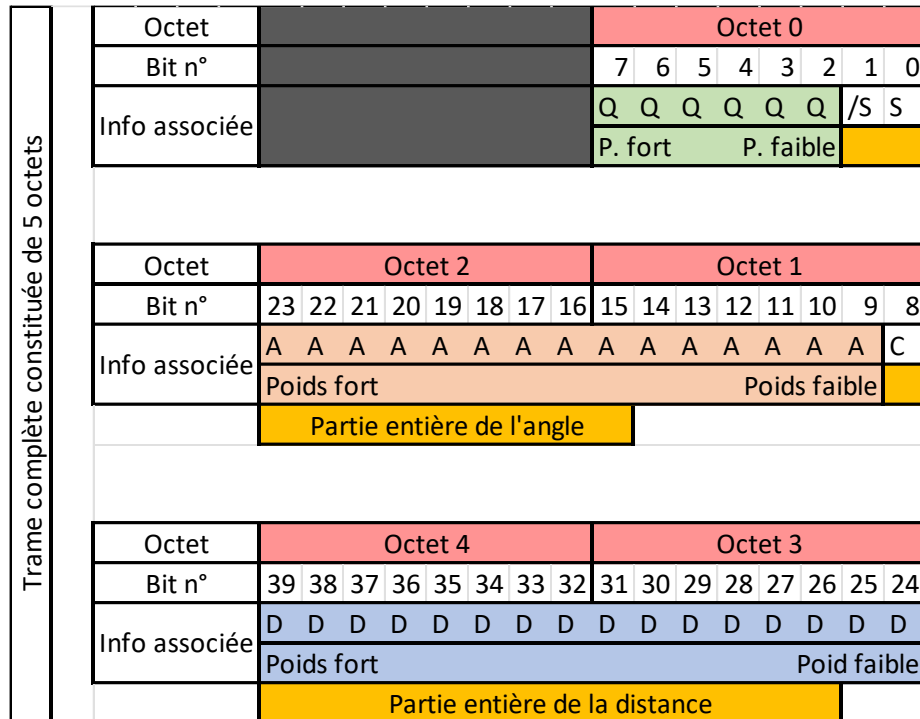 Trame complète constituée de 5 octets
Octet Octet 0
Bit n° 7 6 5 4 3 2 1 0
Info associée Q Q Q Q Q Q /S S
P. fort P. faible
Octet Octet 2 Octet 1
Bit n° 23 22 21 20 19 18 17 16 15 14 13 12 11 10 9 8
Info associée A A A A A A A A A A A A A A A C
Poids fort Poids faible
Partie entière de l'angle
Octet Octet 4 Octet 3
Bit n° 39 38 37 36 35 34 33 32 31 30 29 28 27 26 25 24
Info associée D D D D D D D D D D D D D D D D
Poids fort Poid faible
Partie entière de la distance